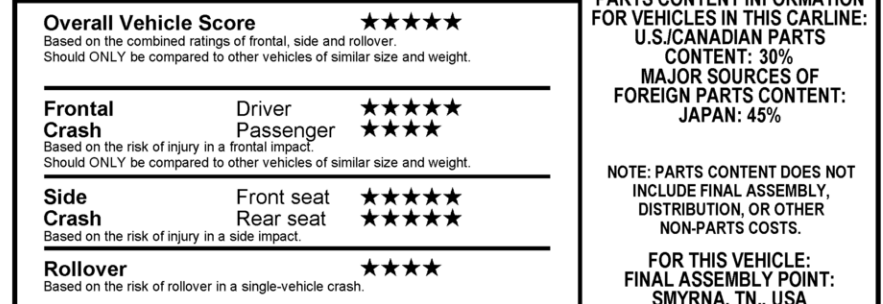 Overall Vehicle Score ★★★★★
Based on the combined ratings of frontal, side and rollover.
Should ONLY be compared to other vehicles of similar size and weight.
Frontal Driver ★★★★★
Crash Passenger ★★★★
Based on the risk of injury in a frontal impact.
Should ONLY be compared to other vehicles of similar size and weight.
Side Front seat ★★★★★
Crash Rear seat ★★★★★
Based on the risk of injury in a side impact.
Rollover ★★★★
Based on the risk of rollover in a single-vehicle crash.
PARTS CONTENT INFORMATION
FOR VEHICLES IN THIS CARLINE:
U.S./CANADIAN PARTS
CONTENT: 30%
MAJOR SOURCES OF
FOREIGN PARTS CONTENT:
JAPAN: 45%
NOTE: PARTS CONTENT DOES NOT
INCLUDE FINAL ASSEMBLY,
DISTRIBUTION, OR OTHER
NON-PARTS COSTS.
FOR THIS VEHICLE:
FINAL ASSEMBLY POINT:
SMYRNA, TN., USA